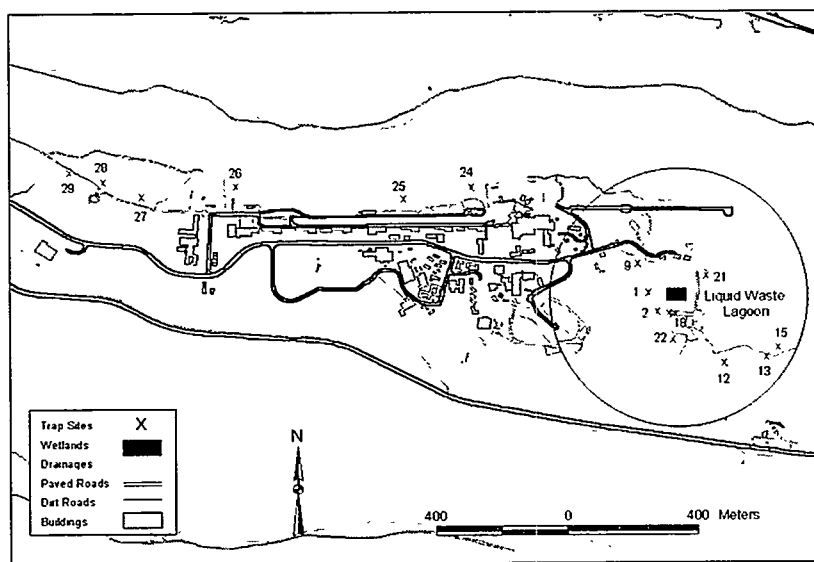 26
24
28
29
27
25
9
21
1
Liquid Waste
Lagoon
2
18
22
15
12
13
Trap Sites X
Wetlands
Drainages
Paved Roads
Dirt Roads
Buildings
N
400 0 400 Meters